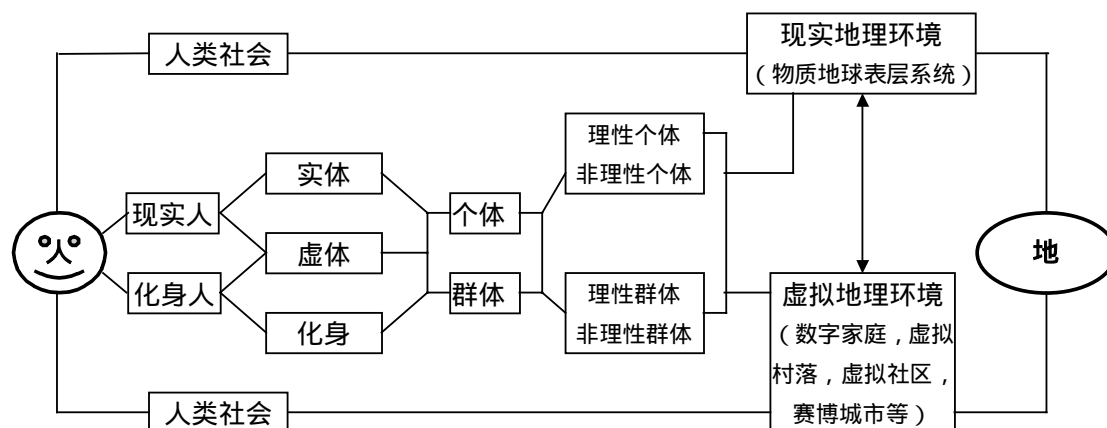 人类社会
现实地理环境
（物质地球表层系统）
理性个体
非理性个体
实体
现实人
个体
人
虚体
地
化身人
群体
理性群体
非理性群体
化身
虚拟地理环境
（数字家庭，虚拟
村落，虚拟社区，
赛博城市等）
人类社会